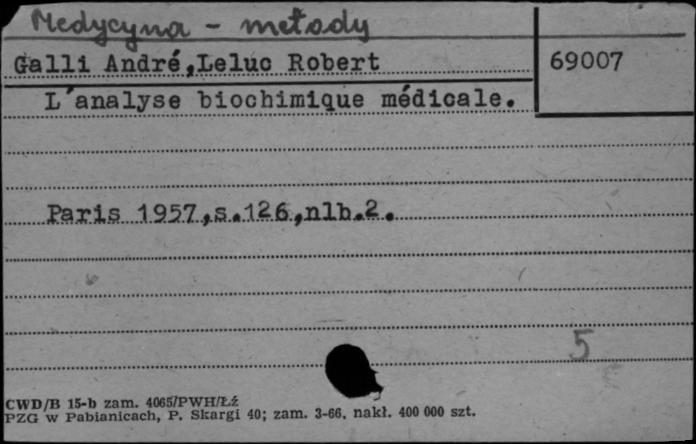 Medycyna - metody
Galli André,Leluc Robert
69007
L'analyse biochimique médicale.
Paris 1957,s.126,nlb.2.
5
CWD/B 15-b zam. 4065/PWH/Łź
PZG w Pabianicach, P. Skargi 40; zam. 3-66, nakł. 400 000 szt.